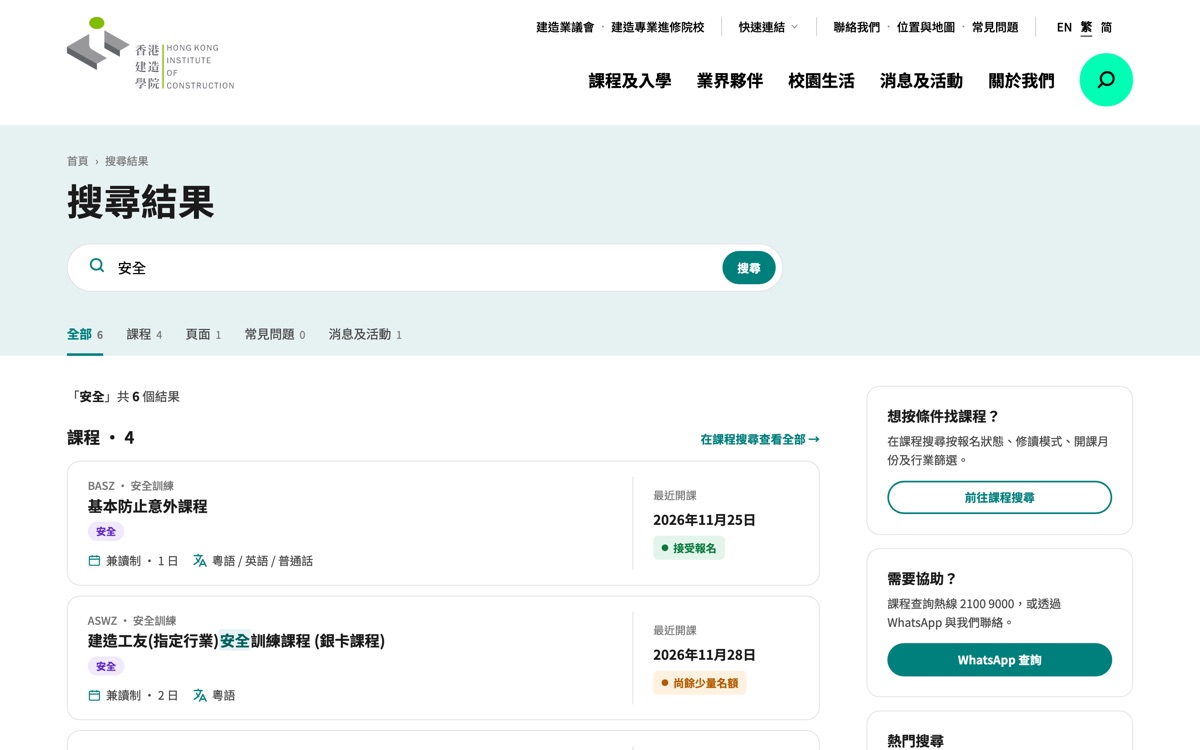 建造業議會 · 建造專業進修院校 快速連結 聯絡我們 · 位置與地圖 · 常見問題 EN 繁 简
香港建造學院
HONG KONG
INSTITUTE
OF
CONSTRUCTION
課程及入學 業界夥伴 校園生活 消息及活動 關於我們
首頁 › 搜尋結果
搜尋結果
安全 搜尋
全部 6 課程 4 頁面 1 常見問題 0 消息及活動 1
「安全」共 6 個結果
課程 · 4 在課程搜尋查看全部 →
BASZ · 安全訓練
基本防止意外課程
安全
兼讀制 · 1 日 粵語 / 英語 / 普通話
最近開課
2026年11月25日
接受報名
ASWZ · 安全訓練
建造工友(指定行業)安全訓練課程 (銀卡課程)
安全
兼讀制 · 2 日 粵語
最近開課
2026年11月28日
尚餘少量名額
想按條件找課程？
在課程搜尋按報名狀態、修讀模式、開課月
份及行業篩選。
前往課程搜尋
需要協助？
課程查詢熱線 2100 9000，或透過
WhatsApp 與我們聯絡。
WhatsApp 查詢
熱門搜尋